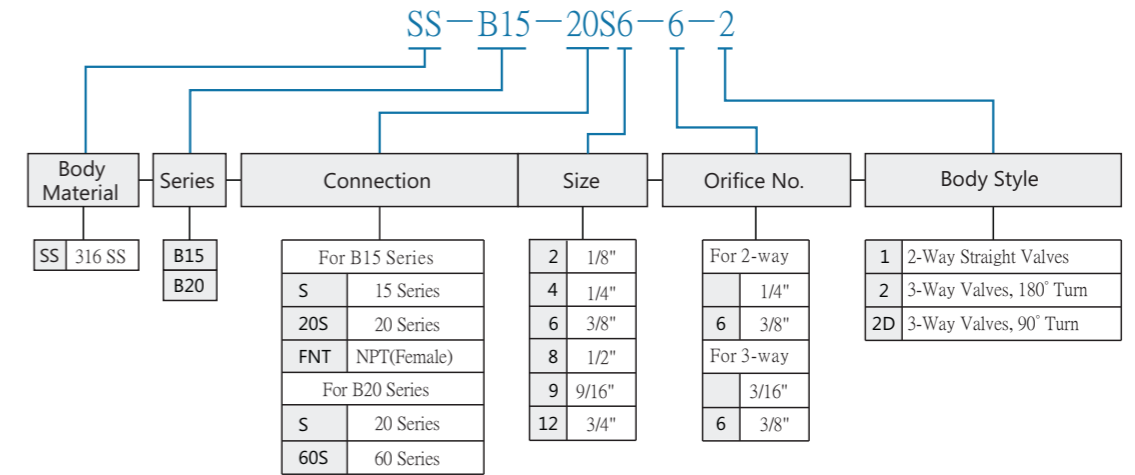 SS-B15-20S6-6-2
Body Material
Series
Connection
Size
Orifice No.
Body Style
SS 316 SS
B15
B20
For B15 Series
S 15 Series
20S 20 Series
FNT NPT(Female)
For B20 Series
S 20 Series
60S 60 Series
2 1/8"
4 1/4"
6 3/8"
8 1/2"
9 9/16"
12 3/4"
For 2-way
1/4"
6 3/8"
For 3-way
3/16"
6 3/8"
1 2-Way Straight Valves
2 3-Way Valves, 180° Turn
2D 3-Way Valves, 90° Turn